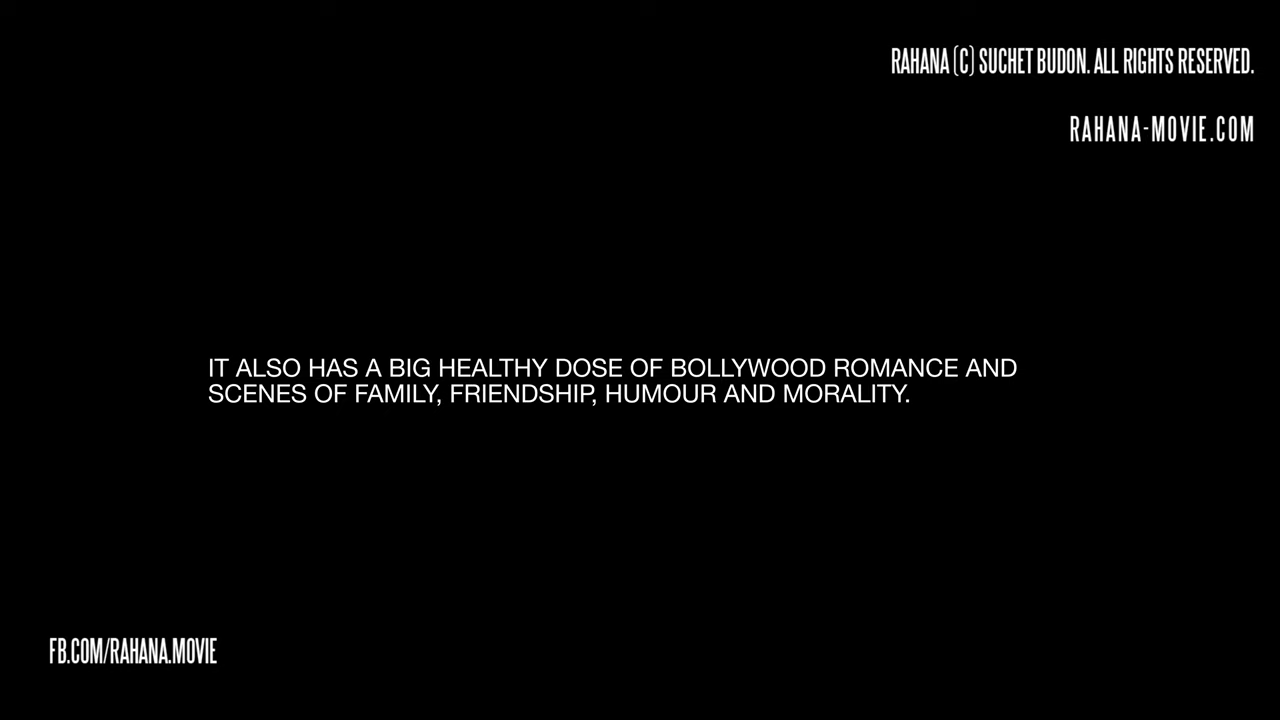 RAHANA (C) SUCHET BUDON. ALL RIGHTS RESERVED.
RAHANA-MOVIE.COM
IT ALSO HAS A BIG HEALTHY DOSE OF BOLLYWOOD ROMANCE AND
SCENES OF FAMILY, FRIENDSHIP, HUMOUR AND MORALITY.
FB.COM/RAHANA.MOVIE